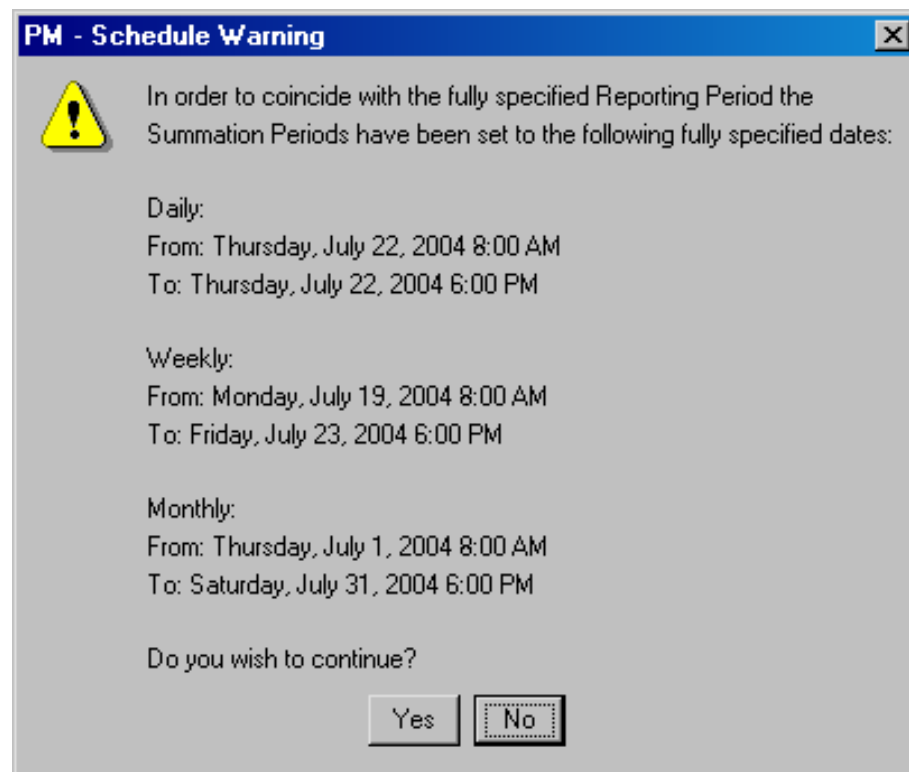 PM - Schedule Warning
In order to coincide with the fully specified Reporting Period the
Summation Periods have been set to the following fully specified dates:
Daily:
From: Thursday, July 22, 2004 8:00 AM
To: Thursday, July 22, 2004 6:00 PM
Weekly:
From: Monday, July 19, 2004 8:00 AM
To: Friday, July 23, 2004 6:00 PM
Monthly:
From: Thursday, July 1, 2004 8:00 AM
To: Saturday, July 31, 2004 6:00 PM
Do you wish to continue?
Yes No